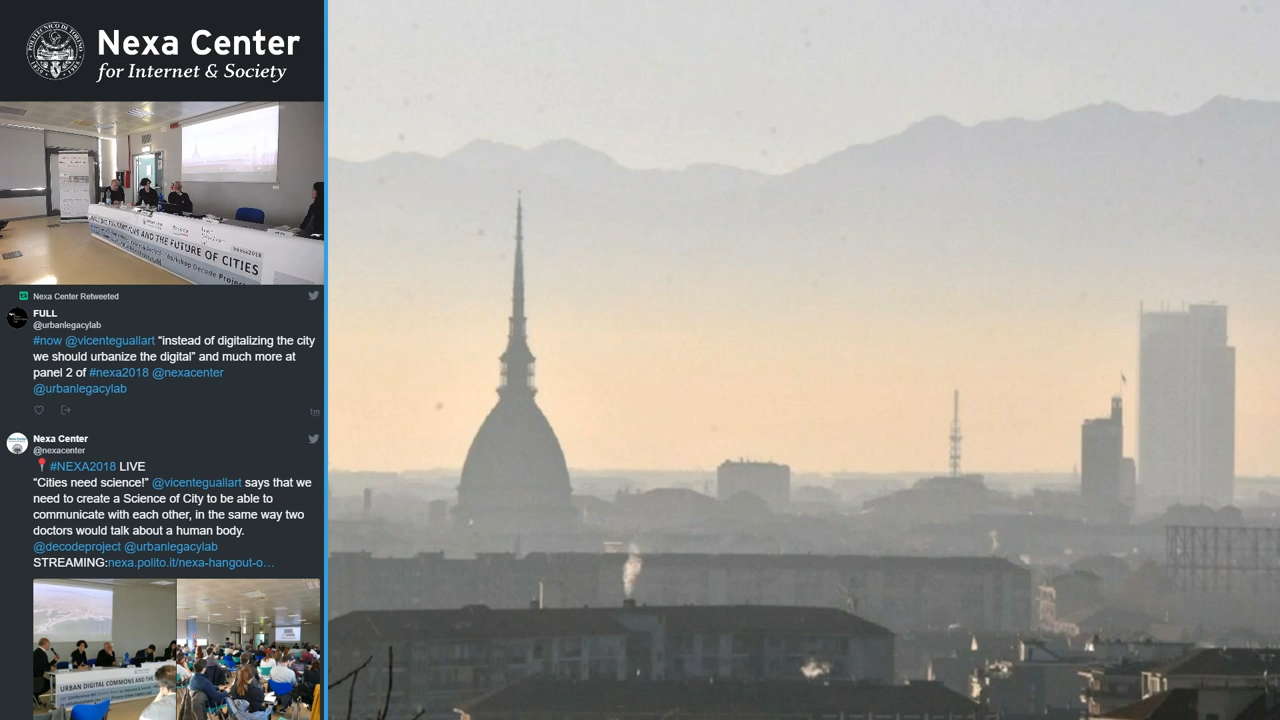 Nexa Center
for Internet & Society
AND THE FUTURE OF CITIES
Nexa Center Retweeted
FULL
@urbanlegacylab
#now @vicenteguallart “instead of digitalizing the city
we should urbanize the digital” and much more at
panel 2 of #nexa2018 @nexacenter
@urbanlegacylab
1m
Nexa Center
@nexacenter
#NEXA2018 LIVE
“Cities need science!” @vicenteguallart says that we
need to create a Science of City to be able to
communicate with each other, in the same way two
doctors would talk about a human body.
@decodeproject @urbanlegacylab
STREAMING:nexa.polito.it/nexa-hangout-o…
URBAN DIGITAL COMMONS AND THE